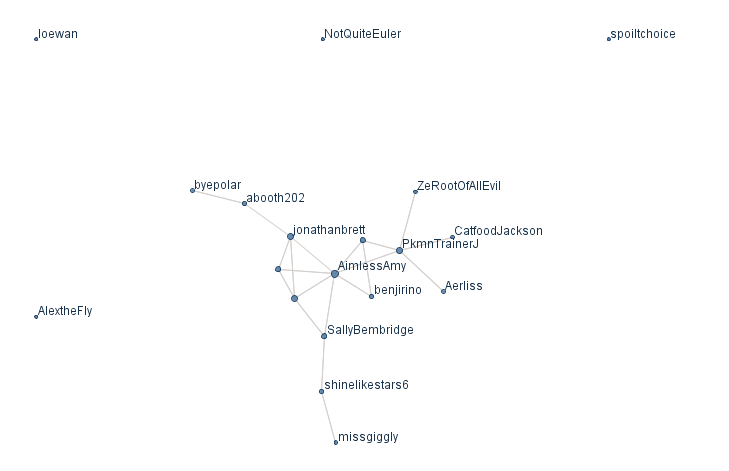 loewan
NotQuiteEuler
spoiltchoice
byepolar
ZeRootOfAllEvil
abooth202
jonathanbrett
CatfoodJackson
PkmnTrainerJ
AimlessAmy
Aerliss
benjirino
AlextheFly
SallyBembridge
shinelikestars6
missgiggly